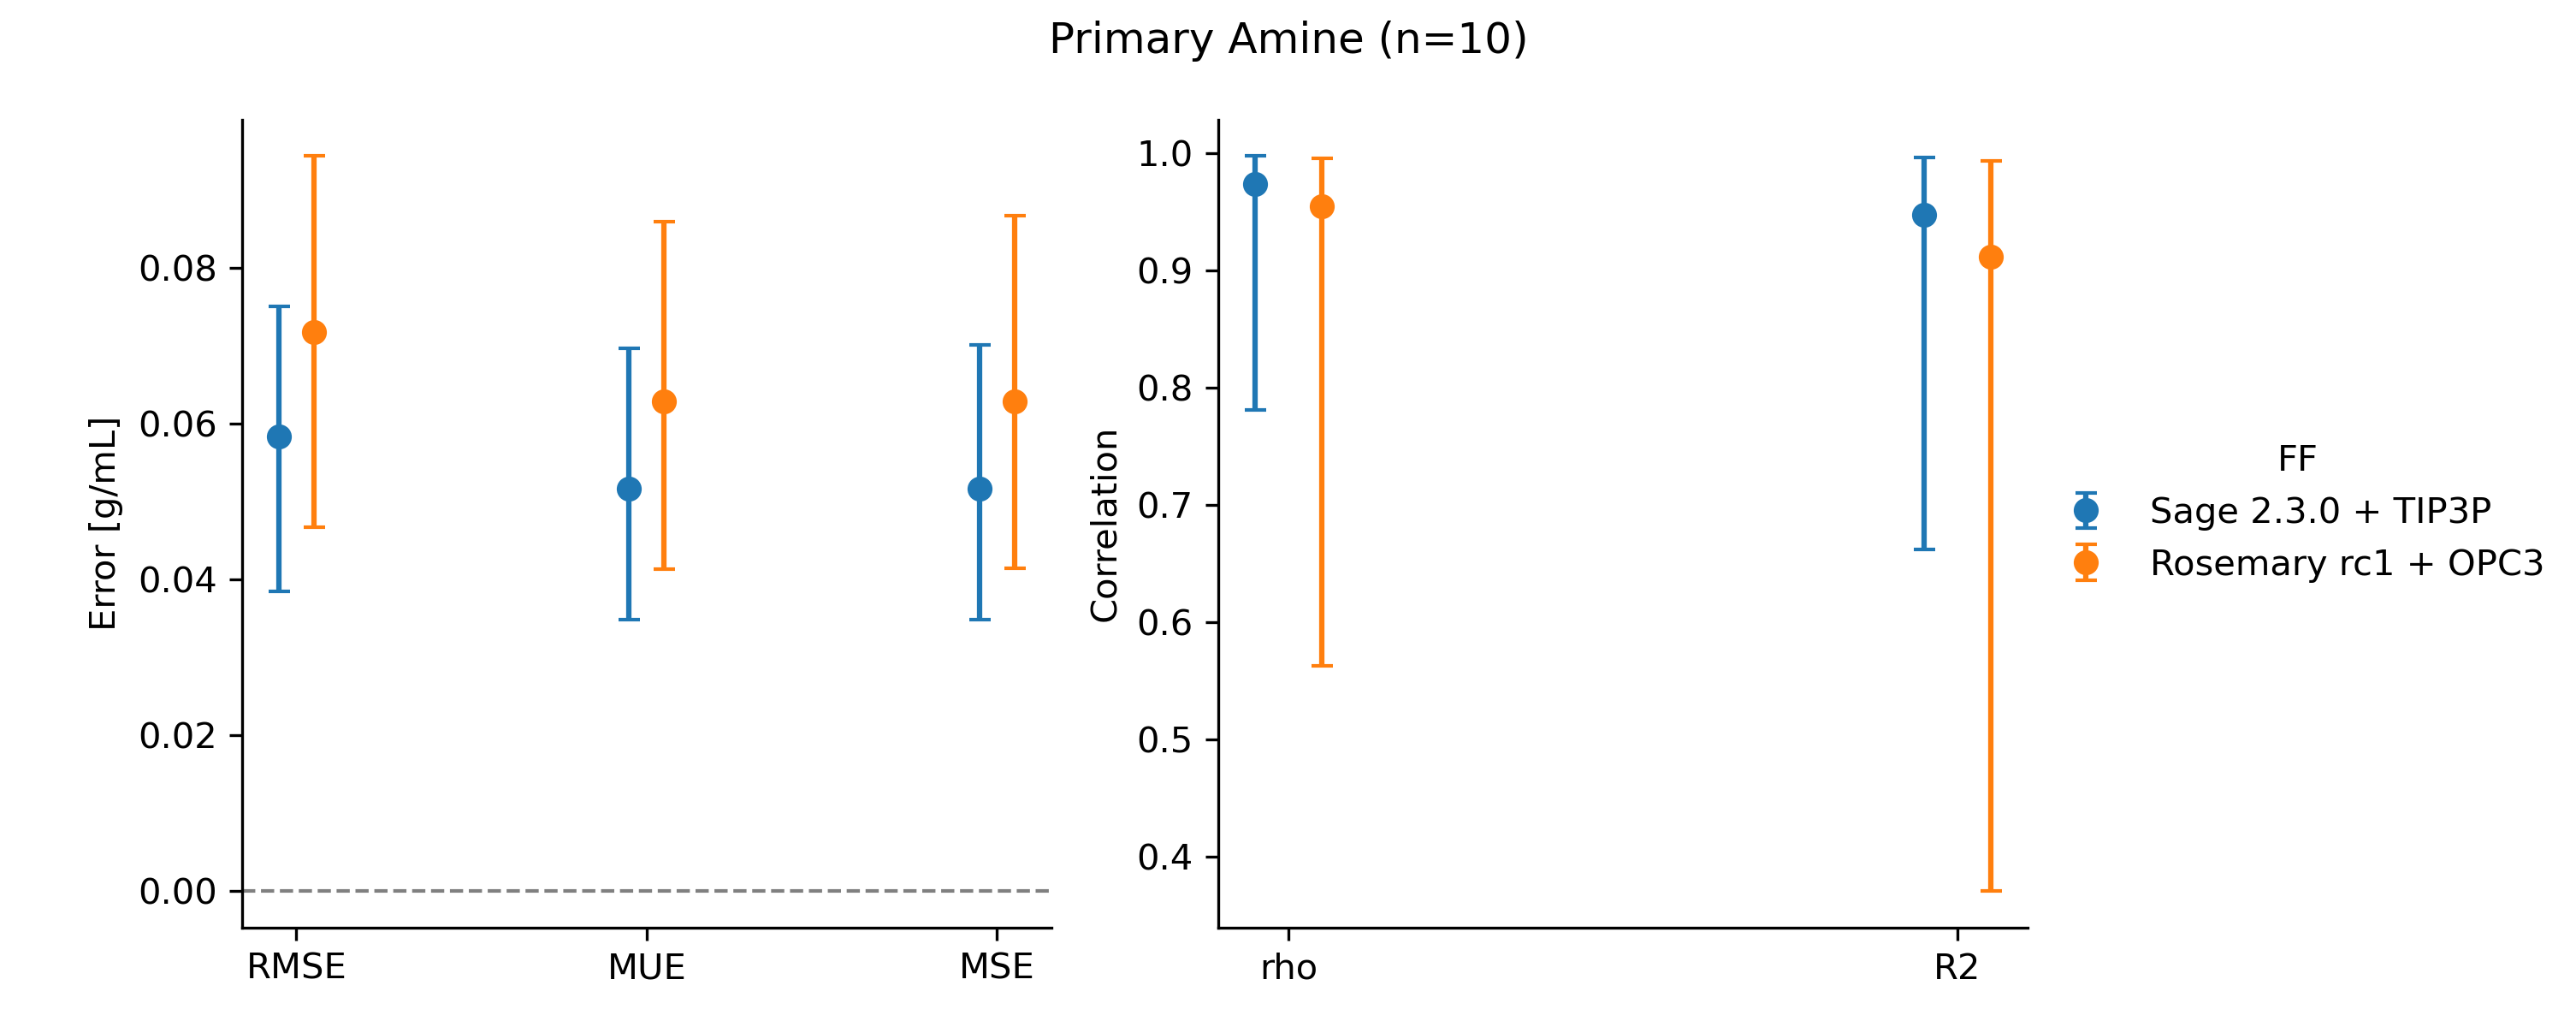 Primary Amine (n=10)
Error [g/mL]
0.08
0.06
0.04
0.02
0.00
RMSE
MUE
MSE
Correlation
1.0
0.9
0.8
0.7
0.6
0.5
0.4
rho
R2
FF
Sage 2.3.0 + TIP3P
Rosemary rc1 + OPC3